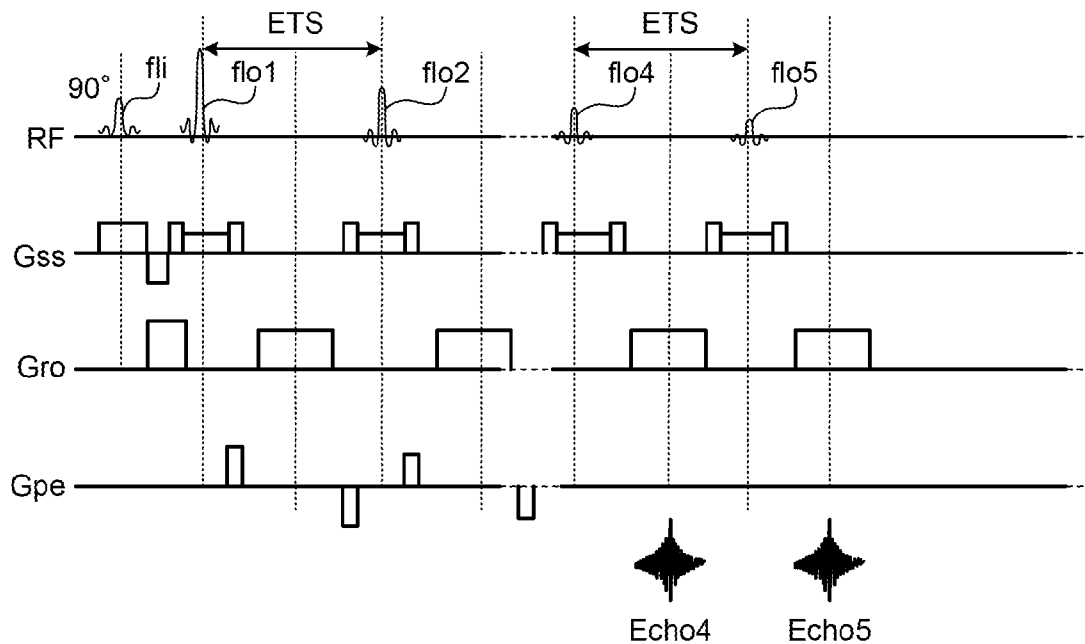 ETS ETS
90° fli flo1 flo2 flo4 flo5
RF
Gss
Gro
Gpe
Echo4 Echo5